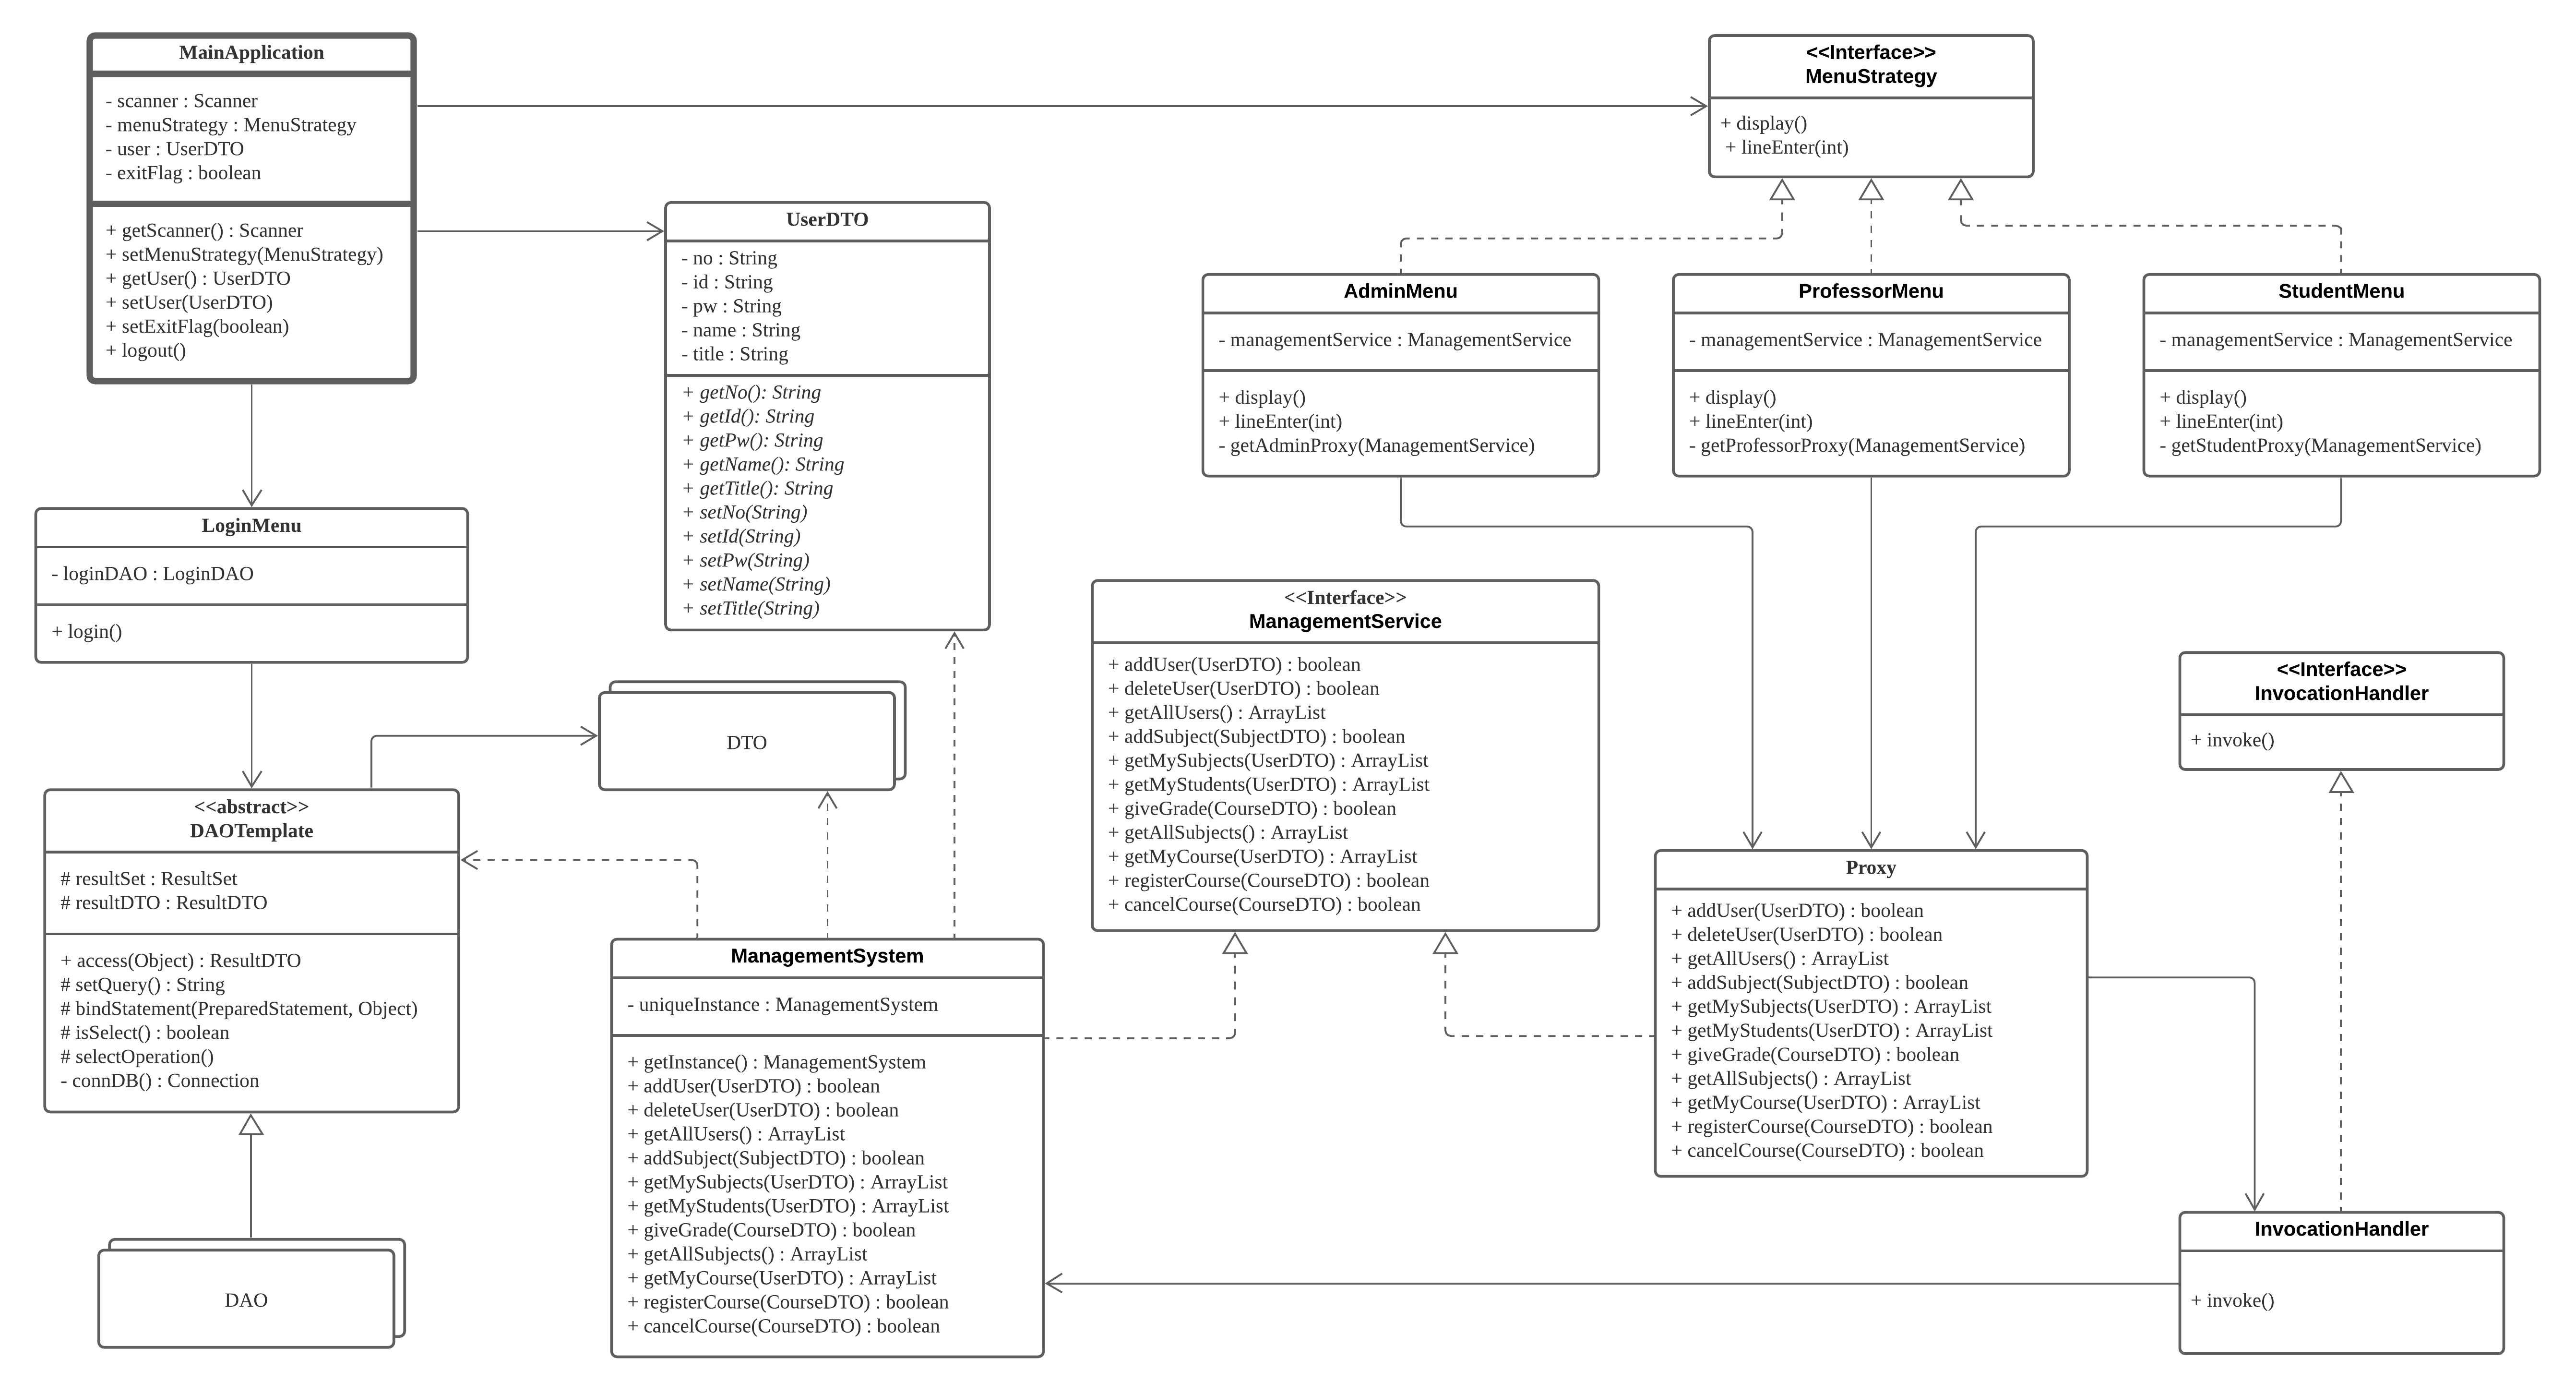 MainApplication
- scanner : Scanner
- menuStrategy : MenuStrategy
- user : UserDTO
- exitFlag : boolean
+ getScanner() : Scanner
+ setMenuStrategy(MenuStrategy)
+ getUser() : UserDTO
+ setUser(UserDTO)
+ setExitFlag(boolean)
+ logout()
<<Interface>>
MenuStrategy
+ display()
+ lineEnter(int)
UserDTO
- no : String
- id : String
- pw : String
- name : String
- title : String
+ getNo(): String
+ getId(): String
+ getPw(): String
+ getName(): String
+ getTitle(): String
+ setNo(String)
+ setId(String)
+ setPw(String)
+ setName(String)
+ setTitle(String)
AdminMenu
- managementService : ManagementService
+ display()
+ lineEnter(int)
- getAdminProxy(ManagementService)
ProfessorMenu
- managementService : ManagementService
+ display()
+ lineEnter(int)
- getProfessorProxy(ManagementService)
StudentMenu
- managementService : ManagementService
+ display()
+ lineEnter(int)
- getStudentProxy(ManagementService)
LoginMenu
- loginDAO : LoginDAO
+ login()
<<Interface>>
ManagementService
+ addUser(UserDTO) : boolean
+ deleteUser(UserDTO) : boolean
+ getAllUsers() : ArrayList
+ addSubject(SubjectDTO) : boolean
+ getMySubjects(UserDTO) : ArrayList
+ getMyStudents(UserDTO) : ArrayList
+ giveGrade(CourseDTO) : boolean
+ getAllSubjects() : ArrayList
+ getMyCourse(UserDTO) : ArrayList
+ registerCourse(CourseDTO) : boolean
+ cancelCourse(CourseDTO) : boolean
<<Interface>>
InvocationHandler
+ invoke()
DTO
<<abstract>>
DAOTemplate
# resultSet : ResultSet
# resultDTO : ResultDTO
+ access(Object) : ResultDTO
# setQuery() : String
# bindStatement(PreparedStatement, Object)
# isSelect() : boolean
# selectOperation()
- connDB() : Connection
Proxy
+ addUser(UserDTO) : boolean
+ deleteUser(UserDTO) : boolean
+ getAllUsers() : ArrayList
+ addSubject(SubjectDTO) : boolean
+ getMySubjects(UserDTO) : ArrayList
+ getMyStudents(UserDTO) : ArrayList
+ giveGrade(CourseDTO) : boolean
+ getAllSubjects() : ArrayList
+ getMyCourse(UserDTO) : ArrayList
+ registerCourse(CourseDTO) : boolean
+ cancelCourse(CourseDTO) : boolean
ManagementSystem
- uniqueInstance : ManagementSystem
+ getInstance() : ManagementSystem
+ addUser(UserDTO) : boolean
+ deleteUser(UserDTO) : boolean
+ getAllUsers() : ArrayList
+ addSubject(SubjectDTO) : boolean
+ getMySubjects(UserDTO) : ArrayList
+ getMyStudents(UserDTO) : ArrayList
+ giveGrade(CourseDTO) : boolean
+ getAllSubjects() : ArrayList
+ getMyCourse(UserDTO) : ArrayList
+ registerCourse(CourseDTO) : boolean
+ cancelCourse(CourseDTO) : boolean
InvocationHandler
+ invoke()
DAO